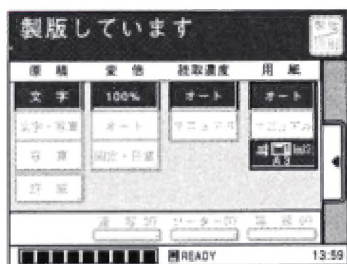 製版しています
原稿 変倍 読取濃度 用紙
文字 100% オート オート
文字・写真 オート マニュアル マニュアル
写真 固定・任意 A3
鉛筆
READY 13:59